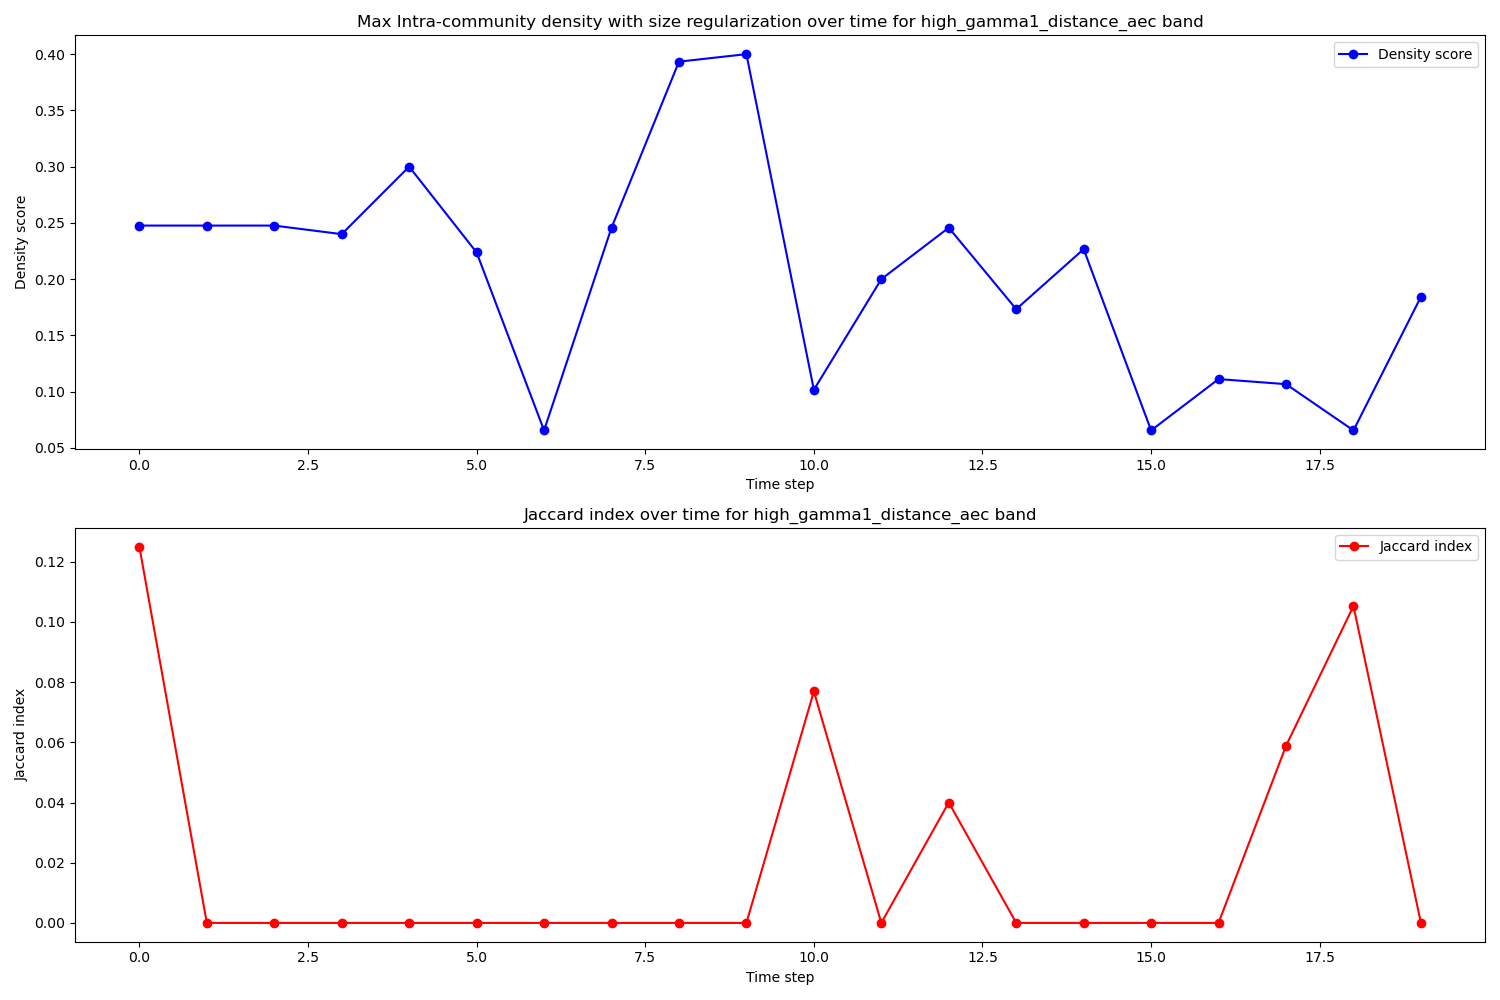 Max Intra-community density with size regularization over time for high_gamma1_distance_aec band
Density score
0.40
0.35
0.30
0.25
0.20
0.15
0.10
0.05
Density score
0.0 2.5 5.0 7.5 10.0 12.5 15.0 17.5
Time step
Jaccard index over time for high_gamma1_distance_aec band
Jaccard index
0.12
0.10
0.08
0.06
0.04
0.02
0.00
Jaccard index
0.0 2.5 5.0 7.5 10.0 12.5 15.0 17.5
Time step